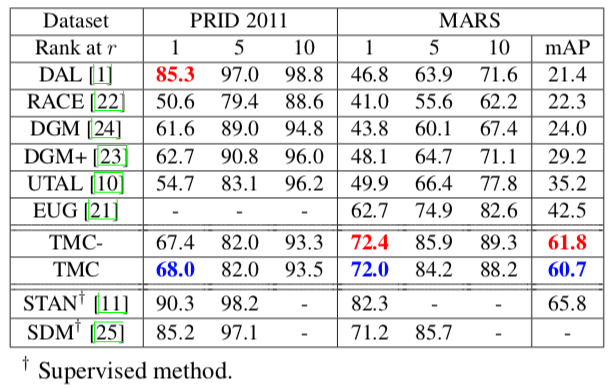 Dataset PRID 2011 MARS
Rank at r 1 5 10 1 5 10 mAP
DAL [1] 85.3 97.0 98.8 46.8 63.9 71.6 21.4
RACE [22] 50.6 79.4 88.6 41.0 55.6 62.2 22.3
DGM [24] 61.6 89.0 94.8 43.8 60.1 67.4 24.0
DGM+ [23] 62.7 90.8 96.0 48.1 64.7 71.1 29.2
UTAL [10] 54.7 83.1 96.2 49.9 66.4 77.8 35.2
EUG [21] - - - 62.7 74.9 82.6 42.5
TMC- 67.4 82.0 93.3 72.4 85.9 89.3 61.8
TMC 68.0 82.0 93.5 72.0 84.2 88.2 60.7
STAN† [11] 90.3 98.2 - 82.3 - - 65.8
SDM† [25] 85.2 97.1 - 71.2 85.7 - -
† Supervised method.